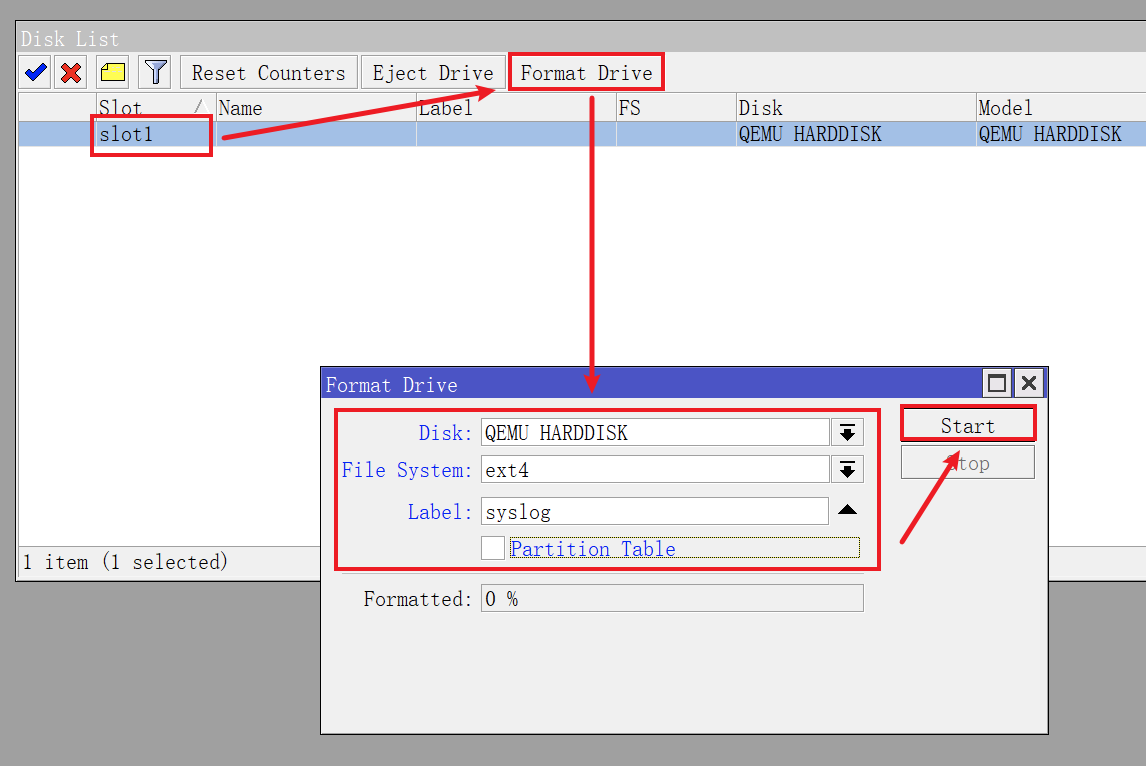 Disk List
Reset Counters Eject Drive Format Drive
Slot Name Label FS Disk Model
slot1 QEMU HARDDISK QEMU HARDDISK
Format Drive
Disk: QEMU HARDDISK
Start
File System: ext4
Stop
Label: syslog
Partition Table
1 item (1 selected)
Formatted: 0 %